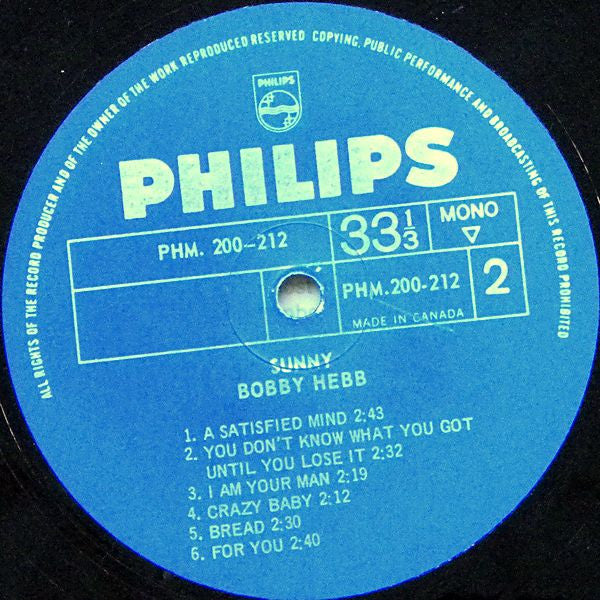 ALL RIGHTS OF THE RECORD PRODUCER AND OF THE OWNER OF THE WORK REPRODUCED RESERVED COPYING, PUBLIC PERFORMANCE AND BROADCASTING OF THIS RECORD PROHIBITED
PHILIPS
PHILIPS
PHM. 200-212
33 1/3
MONO
PHM.200-212
2
MADE IN CANADA
SUNNY
BOBBY HEBB
1. A SATISFIED MIND 2:43
2. YOU DON'T KNOW WHAT YOU GOT
UNTIL YOU LOSE IT 2:32
3. I AM YOUR MAN 2:19
4. CRAZY BABY 2:12
5. BREAD 2:30
6. FOR YOU 2:40